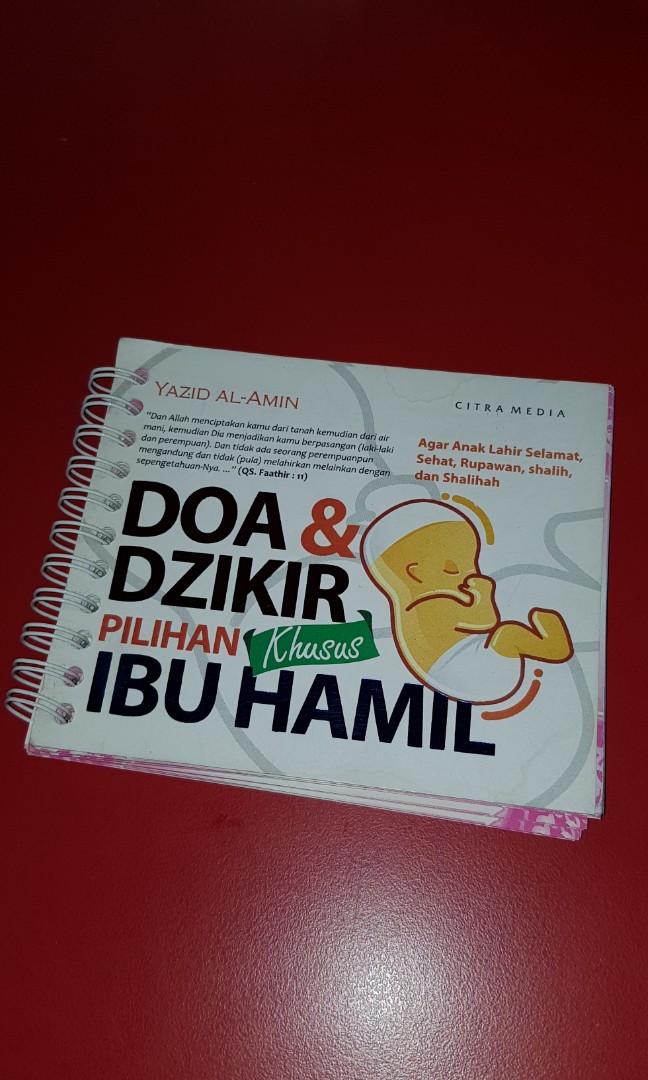 YAZID AL-AMIN
CITRA MEDIA
"Dan Allah menciptakan kamu dari tanah kemudian dari air
mani, kemudian Dia menjadikan kamu berpasangan (laki-laki
dan perempuan). Dan tidak ada seorang perempuanpun
mengandung dan tidak (pula) melahirkan melainkan dengan
sepengetahuan-Nya. ..." (QS. Faathir : 11)
Agar Anak Lahir Selamat,
Sehat, Rupawan, shalih,
dan Shalihah
DOA &
DZIKIR
PILIHAN Khusus
IBU HAMIL